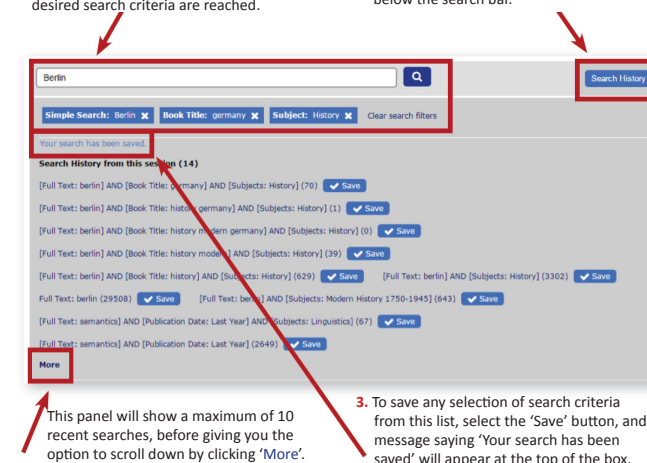 desired search criteria are reached.
below the search bar.
Berlin
Search History
Simple Search: Berlin ✖ Book Title: germany ✖ Subject: History ✖ Clear search filters
Your search has been saved.
Search History from this session (14)
[Full Text: berlin] AND [Book Title: germany] AND [Subjects: History] (70) ✔ Save
[Full Text: berlin] AND [Book Title: history germany] AND [Subjects: History] (1) ✔ Save
[Full Text: berlin] AND [Book Title: history modern germany] AND [Subjects: History] (0) ✔ Save
[Full Text: berlin] AND [Book Title: history modern] AND [Subjects: History] (39) ✔ Save
[Full Text: berlin] AND [Book Title: history] AND [Subjects: History] (629) ✔ Save [Full Text: berlin] AND [Subjects: History] (3302) ✔ Save
Full Text: berlin (29508) ✔ Save [Full Text: berlin] AND [Subjects: Modern History 1750-1945] (643) ✔ Save
[Full Text: semantics] AND [Publication Date: Last Year] AND [Subjects: Linguistics] (67) ✔ Save
[Full Text: semantics] AND [Publication Date: Last Year] (2649) ✔ Save
More
This panel will show a maximum of 10
recent searches, before giving you the
option to scroll down by clicking ‘More’.
3. To save any selection of search criteria
from this list, select the ‘Save’ button, and
message saying ‘Your search has been
saved’ will appear at the top of the box.